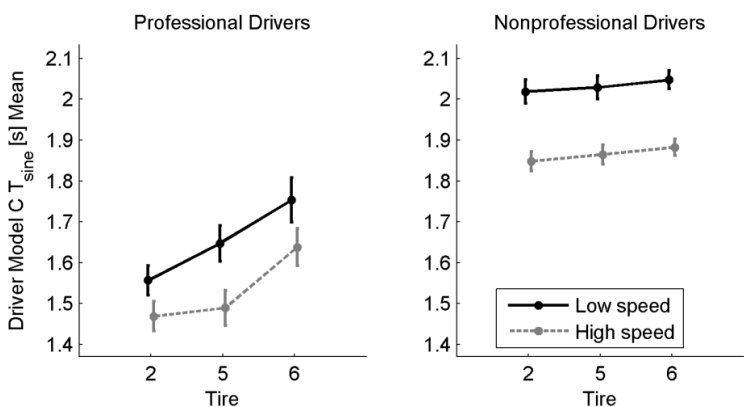 Professional Drivers
Driver Model C T_sine [s] Mean
2.1
2
1.9
1.8
1.7
1.6
1.5
1.4
2 5 6
Tire
Nonprofessional Drivers
2.1
2
1.9
1.8
1.7
1.6
1.5
1.4
Low speed
High speed
2 5 6
Tire